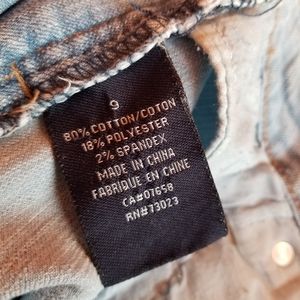 9
80% COTTON/COTON
18% POLYESTER
2% SPANDEX
MADE IN CHINA
FABRIQUE EN CHINE
CA#07658
RN#73023